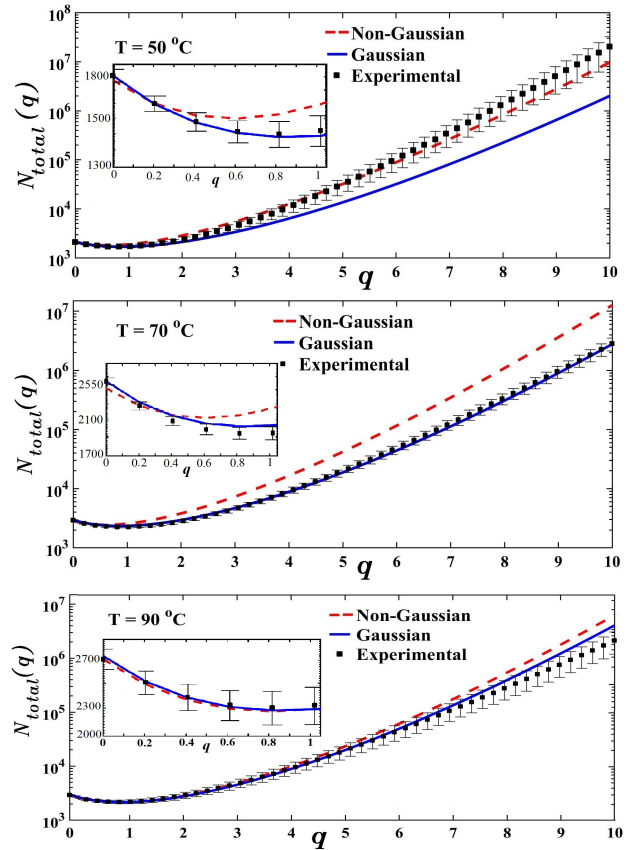 10^8
T = 50 °C
Non-Gaussian
Gaussian
Experimental
10^7
10^6
10^5
10^4
10^3
N_total(q)
1800
1500
1300
0 0.2 0.4 0.6 0.8 1
q
0 1 2 3 4 5 6 7 8 9 10
q
10^7
T = 70 °C
Non-Gaussian
Gaussian
Experimental
10^6
10^5
10^4
10^3
N_total(q)
2550
2100
1700
0 0.2 0.4 0.6 0.8 1
q
0 1 2 3 4 5 6 7 8 9 10
q
10^7
T = 90 °C
Non-Gaussian
Gaussian
Experimental
10^6
10^5
10^4
10^3
N_total(q)
2700
2300
2000
0 0.2 0.4 0.6 0.8 1
q
0 1 2 3 4 5 6 7 8 9 10
q